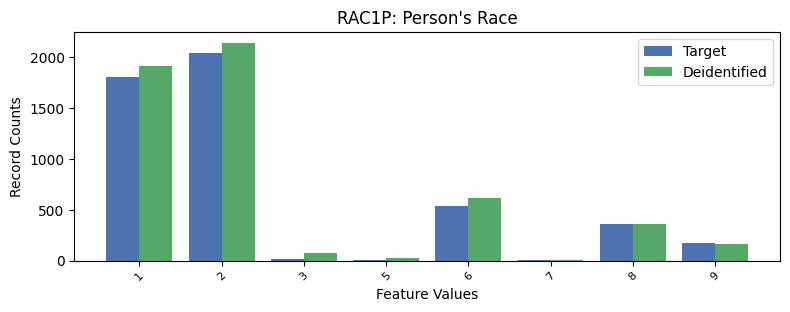 RAC1P: Person's Race
Target
Deidentified
Record Counts
2000
1500
1000
500
0
1 2 3 5 6 7 8 9
Feature Values